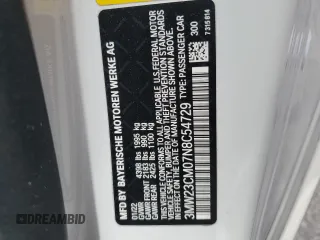 MFD BY BAYERISCHE MOTOREN WERKE AG
01/22
GVWR 4398 lbs 1995 kg
GAWR FRONT 2183 lbs 990 kg
GAWR REAR 2425 lbs 1100 kg
THIS VEHICLE CONFORMS TO ALL
APPLICABLE U.S. FEDERAL MOTOR
VEHICLE SAFETY, BUMPER AND THEFT PREVENTION STANDARDS
IN EFFECT ON THE DATE OF MANUFACTURE SHOWN ABOVE.
3MW23CM07N8C54729 TYPE: PASSENGER CAR
300
7 315 614